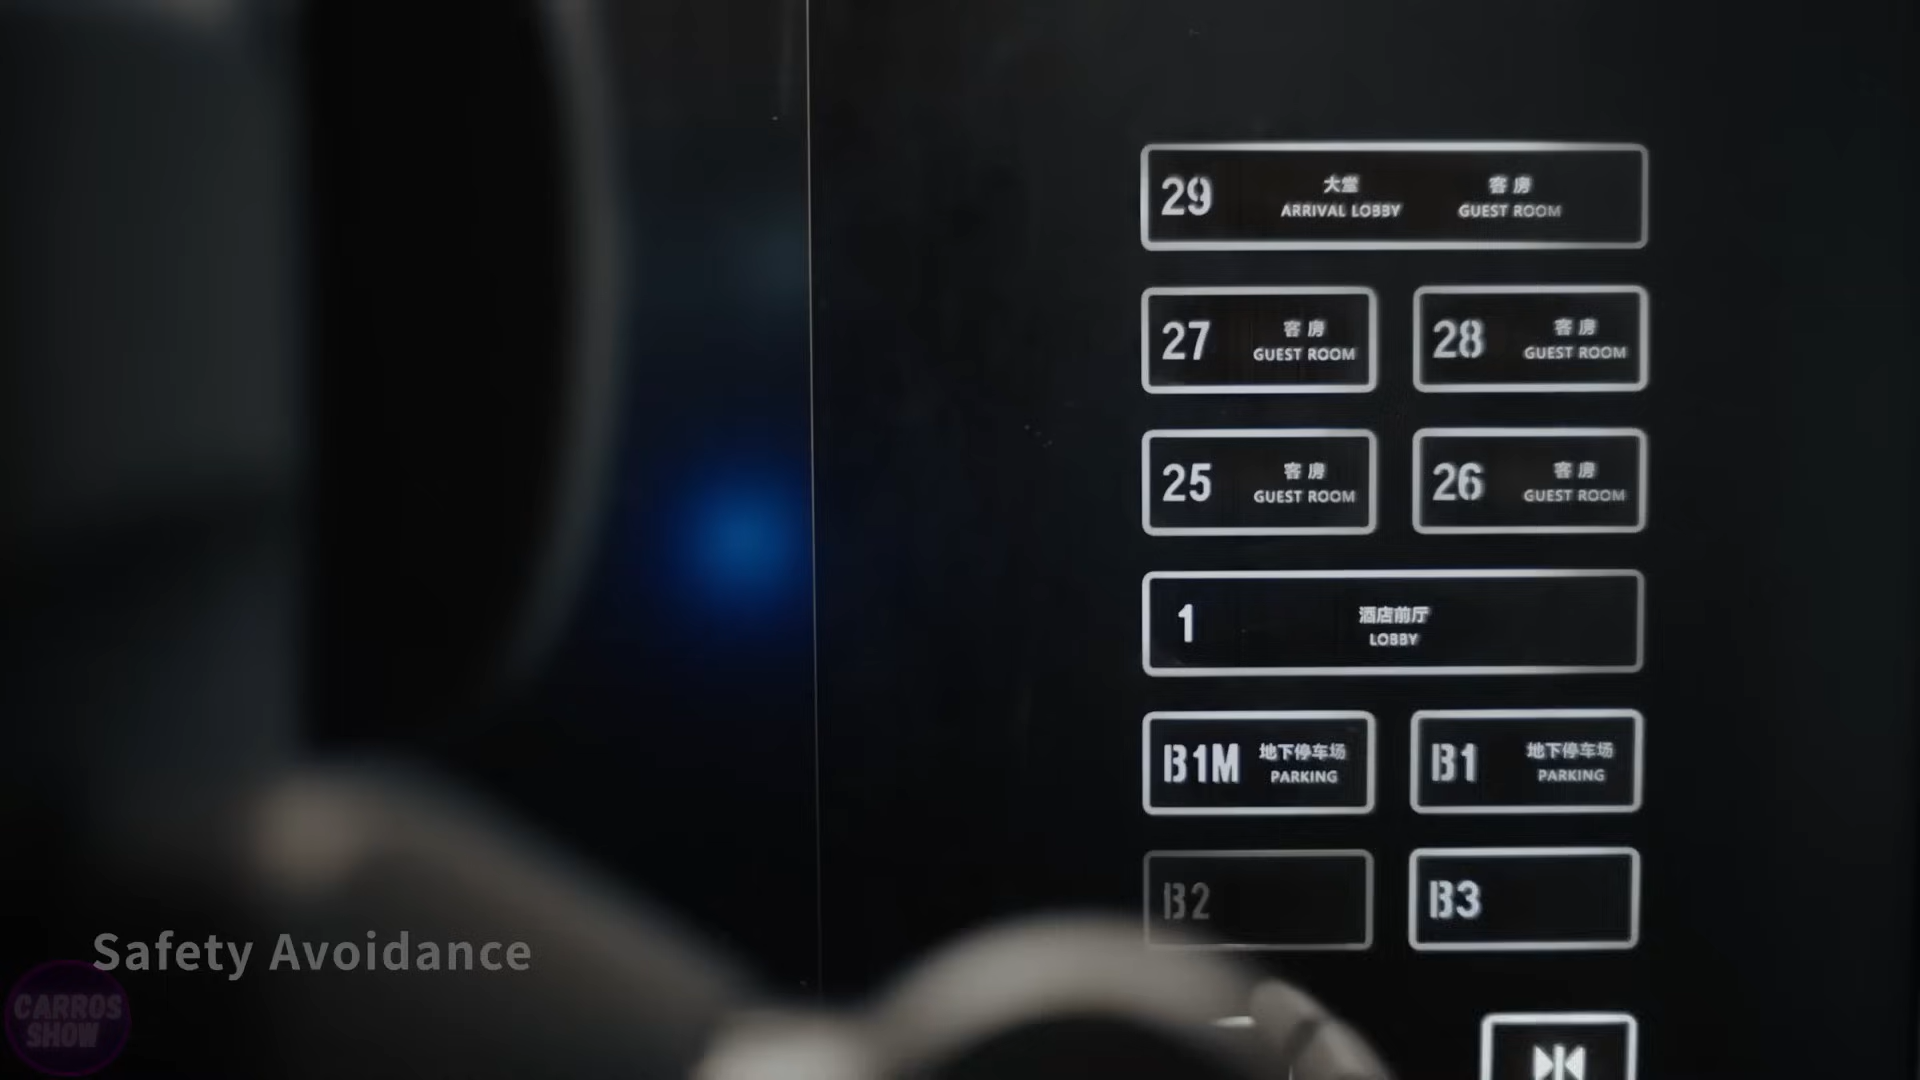 29
大堂
ARRIVAL LOBBY
客房
GUEST ROOM
27
客房
GUEST ROOM
28
客房
GUEST ROOM
25
客房
GUEST ROOM
26
客房
GUEST ROOM
1
酒店前厅
LOBBY
B1M
地下停车场
PARKING
B1
地下停车场
PARKING
B2
B3
Safety Avoidance
CARROS
SHOW